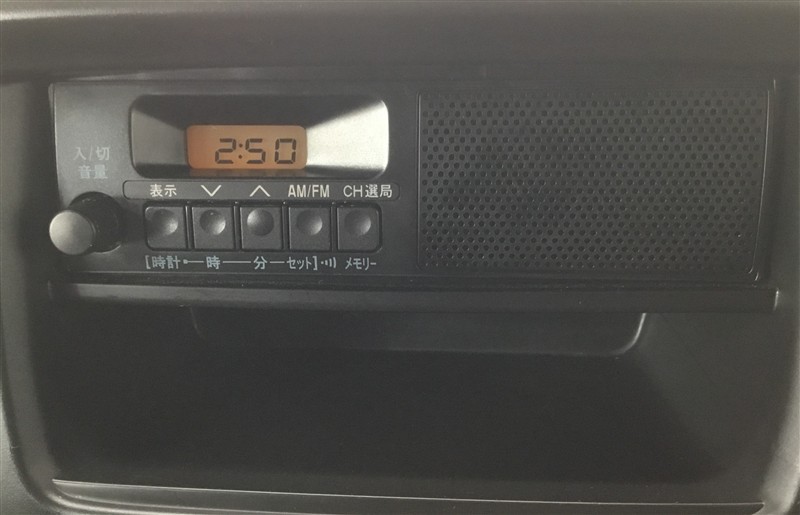 2:50
入/切
音量
表示 ∨ ∧ AM/FM CH選局
[時計●—時—分—セット]·))) メモリー